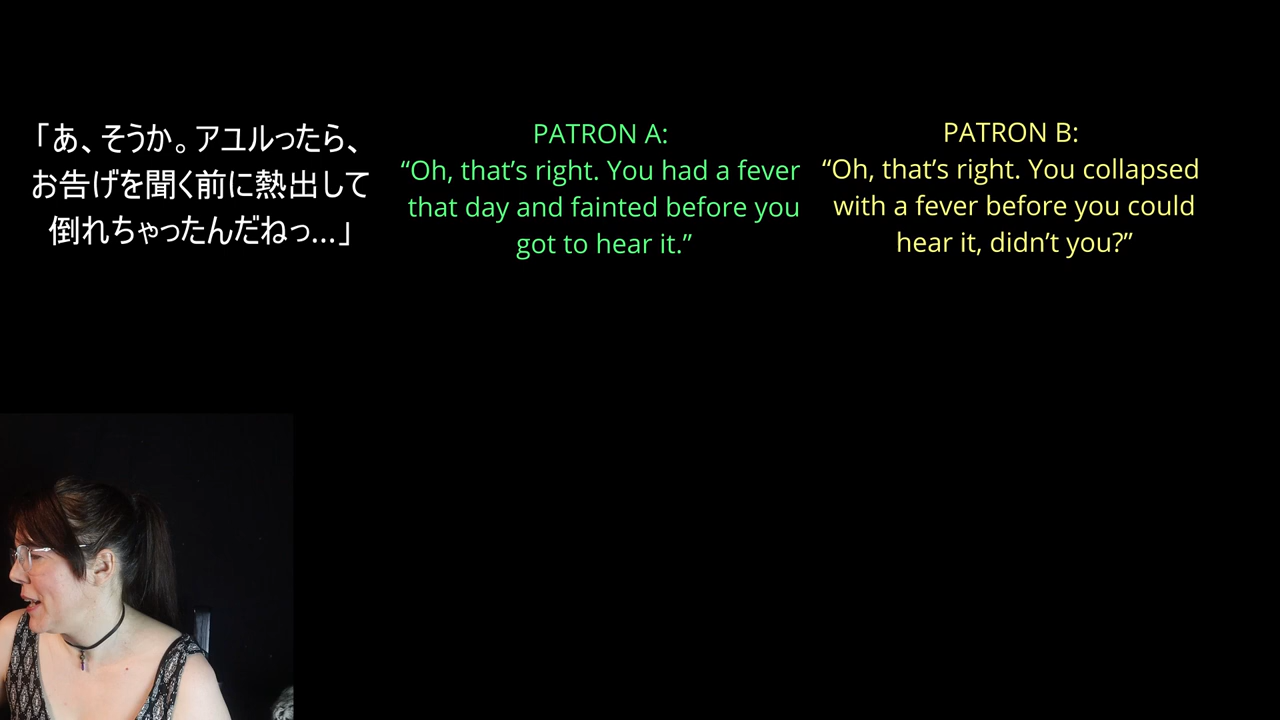 「あ、そうか。アユルったら、
お告げを聞く前に熱出して
倒れちゃったんだねっ…」
PATRON A:
“Oh, that’s right. You had a fever
that day and fainted before you
got to hear it.”
PATRON B:
“Oh, that’s right. You collapsed
with a fever before you could
hear it, didn’t you?”